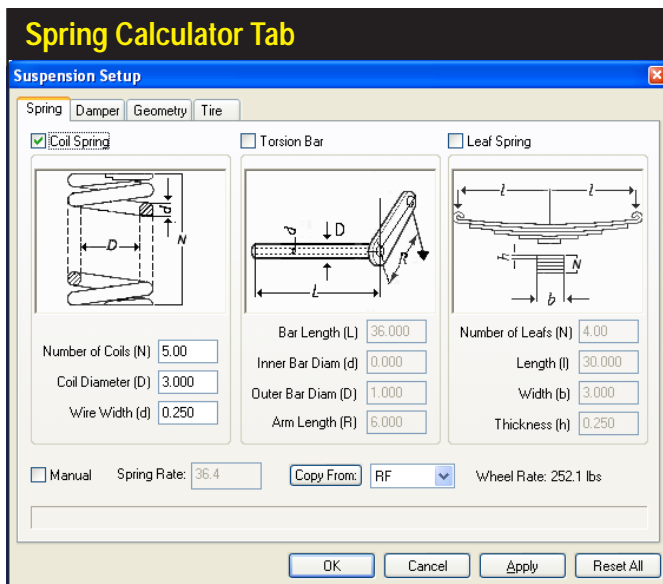 Spring Calculator Tab
Suspension Setup
Spring Damper Geometry Tire
Coil Spring
Torsion Bar
Leaf Spring
d
D
N
d
D
R
L
l l
h
N
b
Number of Coils (N) 5.00
Coil Diameter (D) 3.000
Wire Width (d) 0.250
Bar Length (L) 36.000
Inner Bar Diam (d) 0.000
Outer Bar Diam (D) 1.000
Arm Length (R) 6.000
Number of Leafs (N) 4.00
Length (l) 30.000
Width (b) 3.000
Thickness (h) 0.250
Manual Spring Rate: 36.4 Copy From: RF Wheel Rate: 252.1 lbs
OK Cancel Apply Reset All